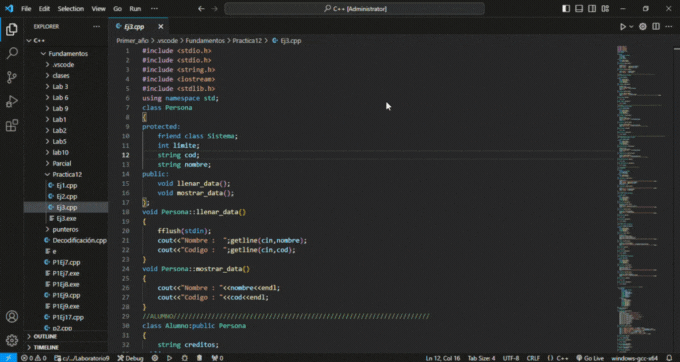 File Edit Selection View Go Run ··· C++ [Administrator]
EXPLORER ···
C++
Fundamentos
.vscode
clases
Lab 3
Lab 6
Lab 9
Lab1
Lab2
Lab5
lab10
Parcial
Practica12
Ej1.cpp
Ej2.cpp
Ej3.cpp
Ej3.exe
punteros
Decodificación.cpp
e
P1Ej7.cpp
P1Ej7.exe
P1Ej8.cpp
P1Ej9.cpp
P1Ej9.exe
P1Ej17.cpp
p2.cpp
OUTLINE
TIMELINE
Ej3.cpp
Primer_año > .vscode > Fundamentos > Practica12 > Ej3.cpp
1 #include <stdio.h>
2 #include <stdio.h>
3 #include <string.h>
4 #include <iostream>
5 #include <stdlib.h>
6 using namespace std;
7 class Persona
8 {
9 protected:
10 friend class Sistema;
11 int limite;
12 string cod;
13 string nombre;
14 public:
15 void llenar_data();
16 void mostrar_data();
17 };
18 void Persona::llenar_data()
19 {
20 fflush(stdin);
21 cout<<"Nombre :  ";getline(cin,nombre);
22 cout<<"Codigo :  ";getline(cin,cod);
23 }
24 void Persona::mostrar_data()
25 {
26 cout<<"Nombre : "<<nombre<<endl;
27 cout<<"Codigo : "<<cod<<endl;
28 }
29 //ALUMNO//////////////////////////////////////////////////////////////
30 class Alumno:public Persona
31 {
32 string creditos;
0 0 c/.../Laboratorio9 Debug 0 Ln 12, Col 16 Tab Size: 4 UTF-8 CRLF {} C++ Go Live windows-gcc-x64